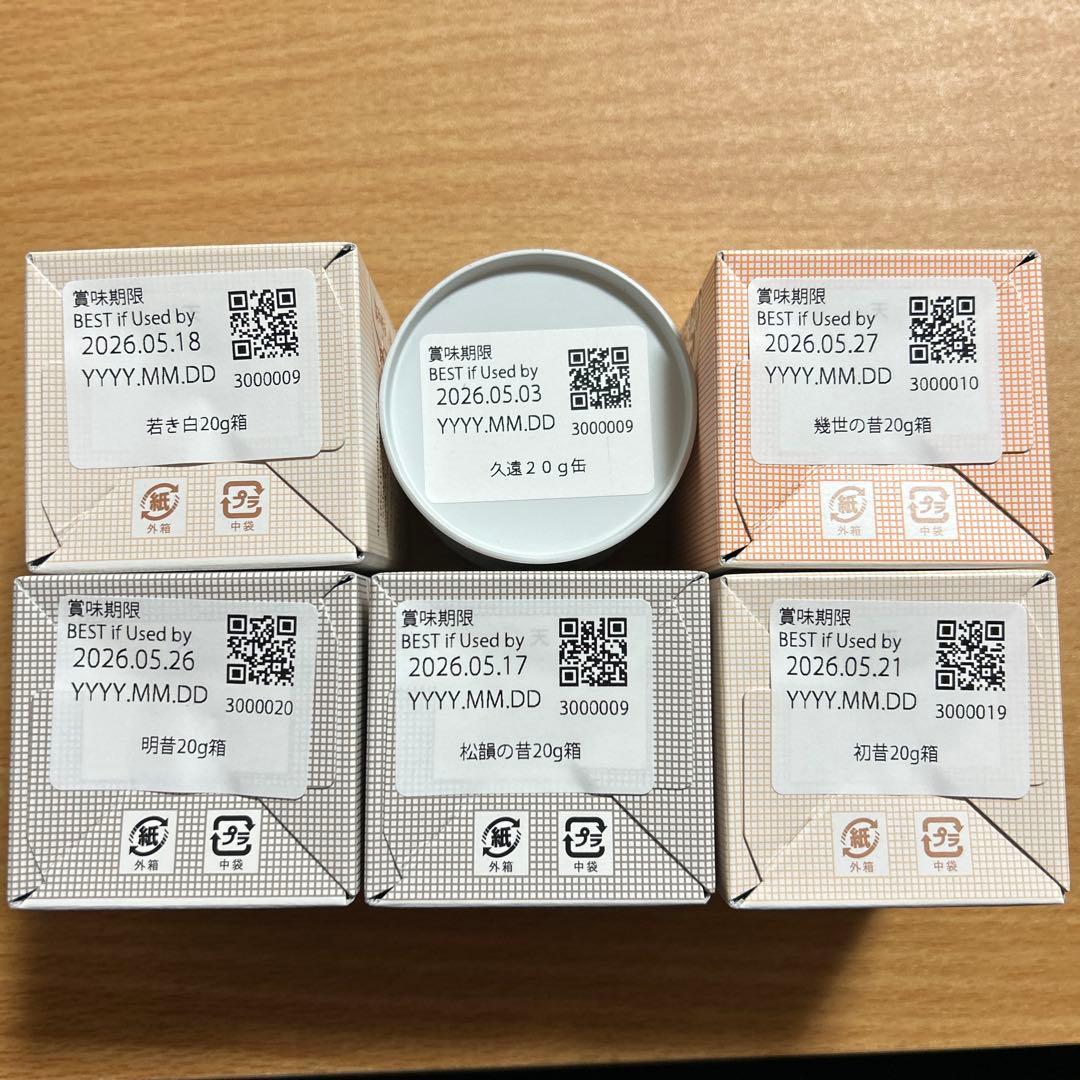 賞味期限
BEST if Used by
2026.05.18
YYYY.MM.DD
3000009
若き白20g箱
紙
外箱
プラ
中袋
賞味期限
BEST if Used by
2026.05.03
YYYY.MM.DD
3000009
久遠20g缶
賞味期限
BEST if Used by
2026.05.27
YYYY.MM.DD
3000010
幾世の昔20g箱
紙
外箱
プラ
中袋
賞味期限
BEST if Used by
2026.05.26
YYYY.MM.DD
3000020
明昔20g箱
紙
外箱
プラ
中袋
賞味期限
BEST if Used by
2026.05.17
YYYY.MM.DD
3000009
松韻の昔20g箱
紙
外箱
プラ
中袋
賞味期限
BEST if Used by
2026.05.21
YYYY.MM.DD
3000019
初昔20g箱
紙
外箱
プラ
中袋